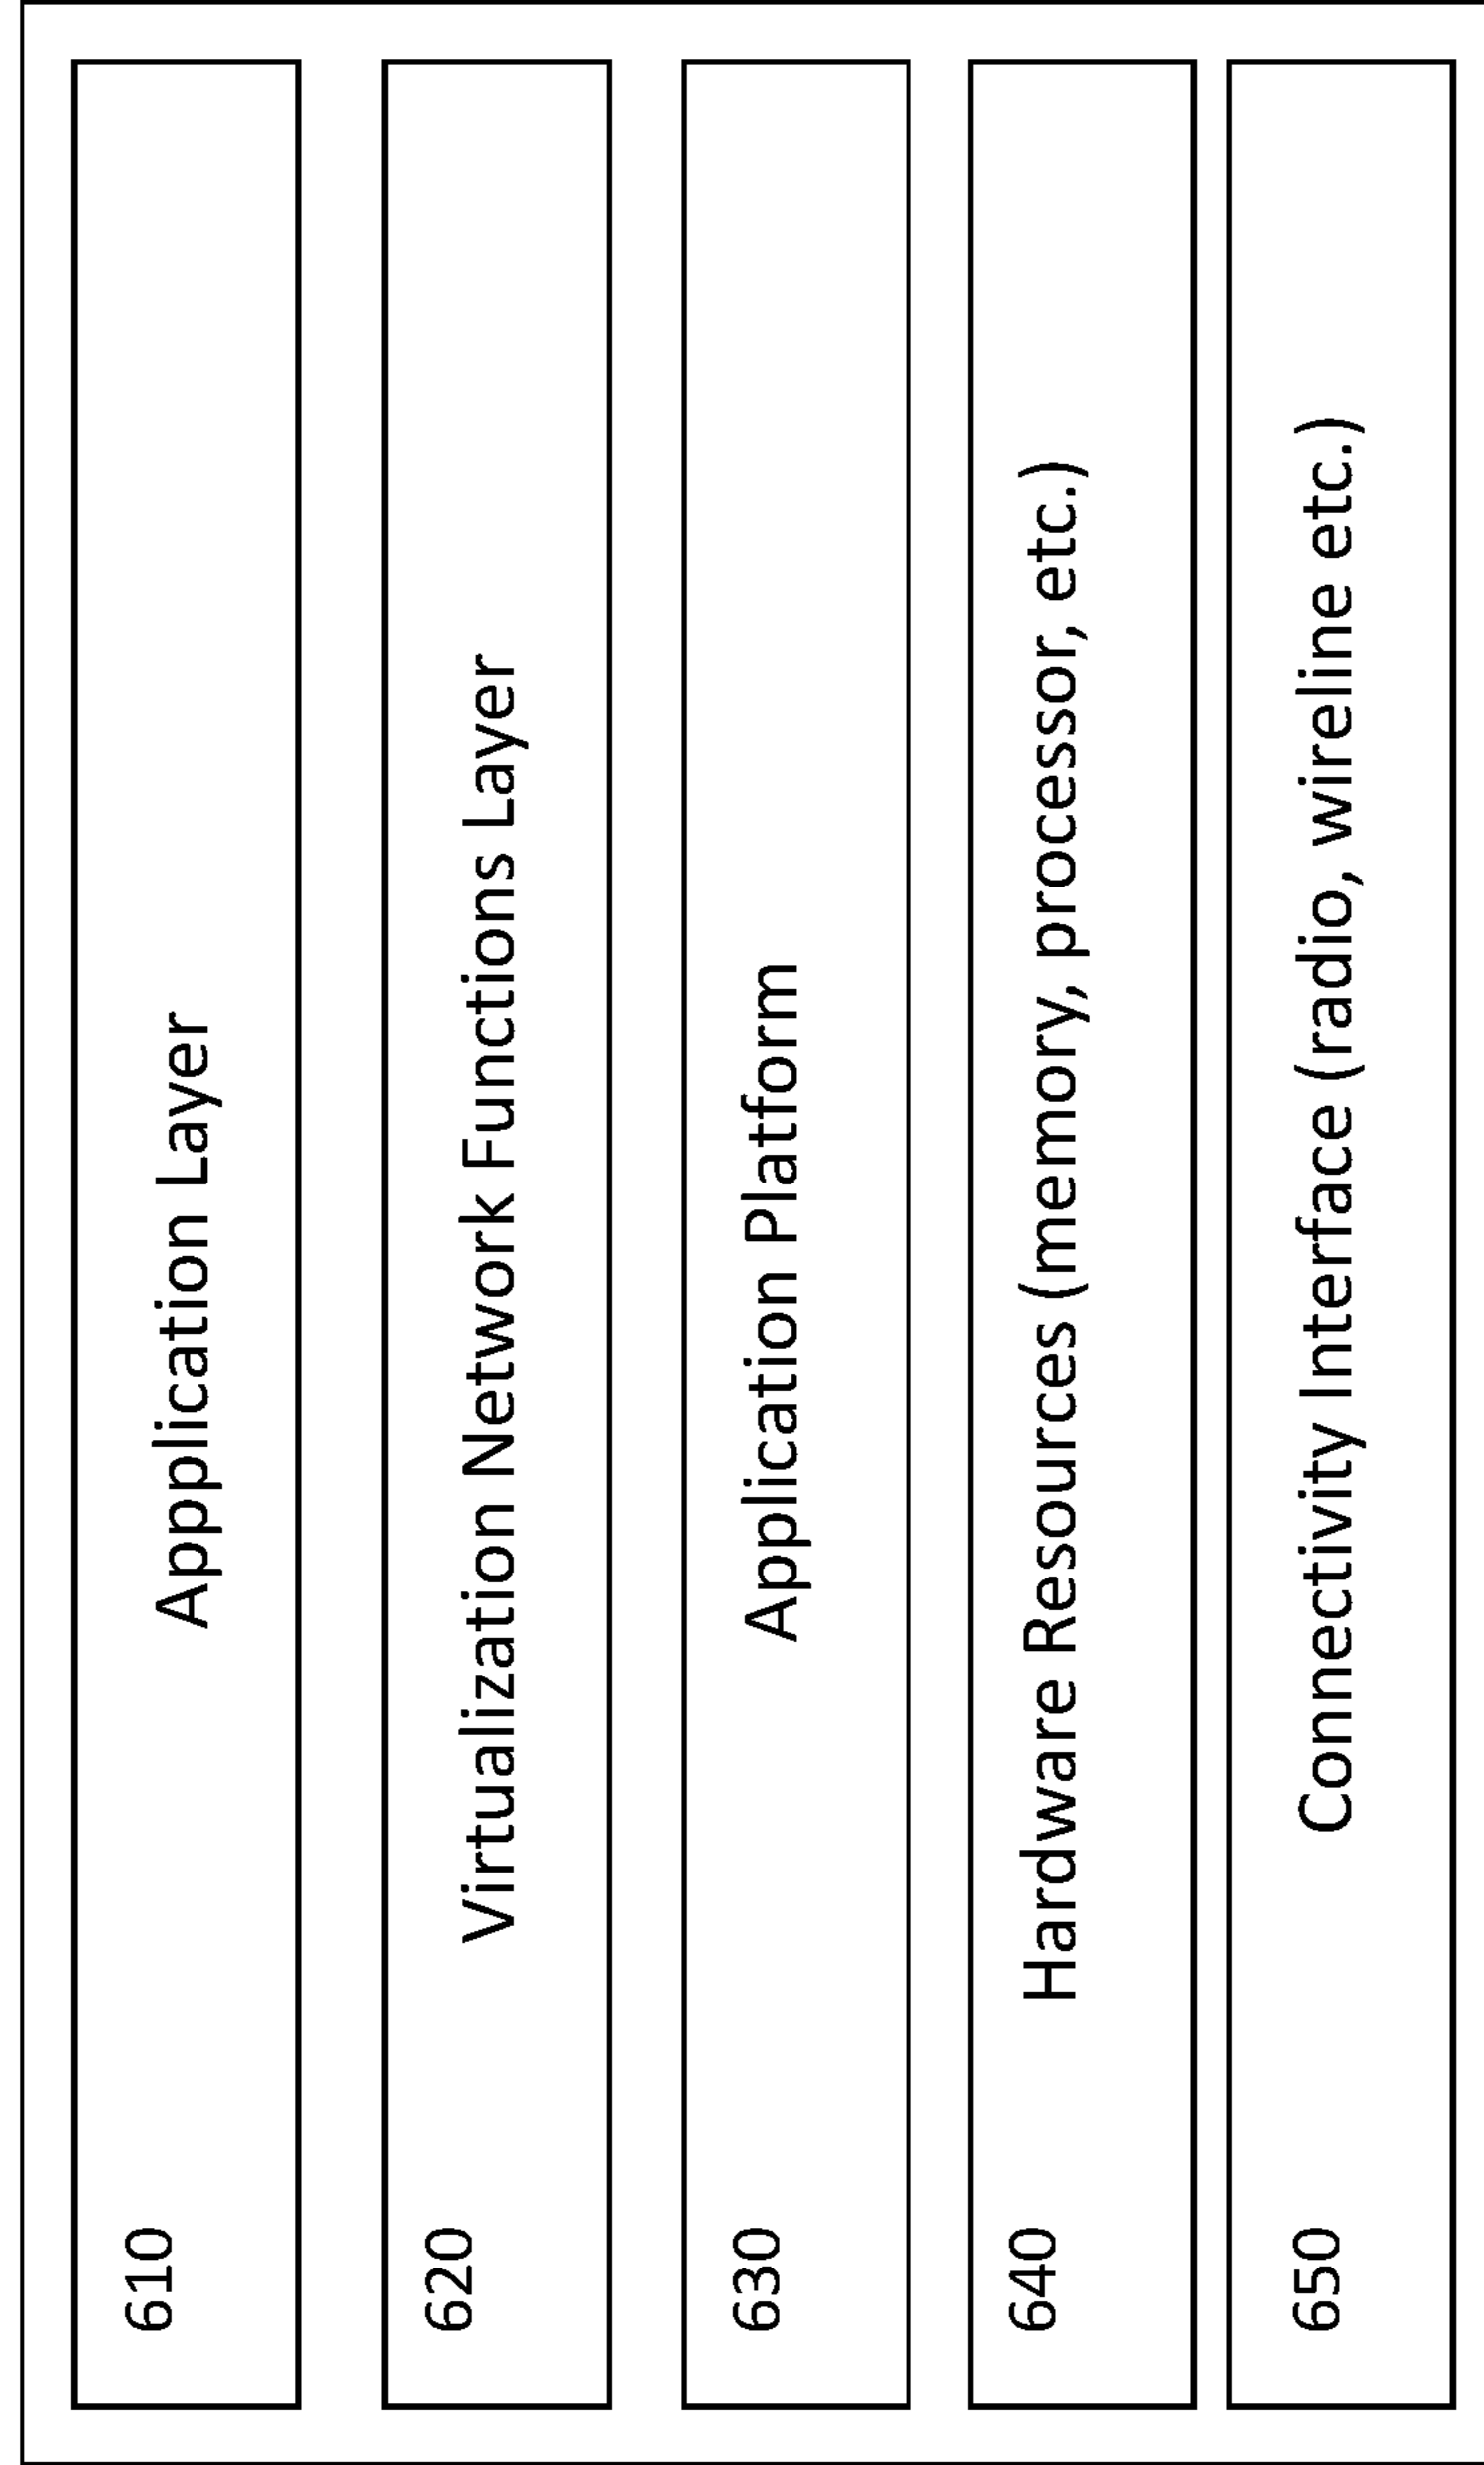 610 Application Layer
620 Virtualization Network Functions Layer
630 Application Platform
640 Hardware Resources (memory, processor, etc.)
650 Connectivity Interface (radio, wireline etc.)